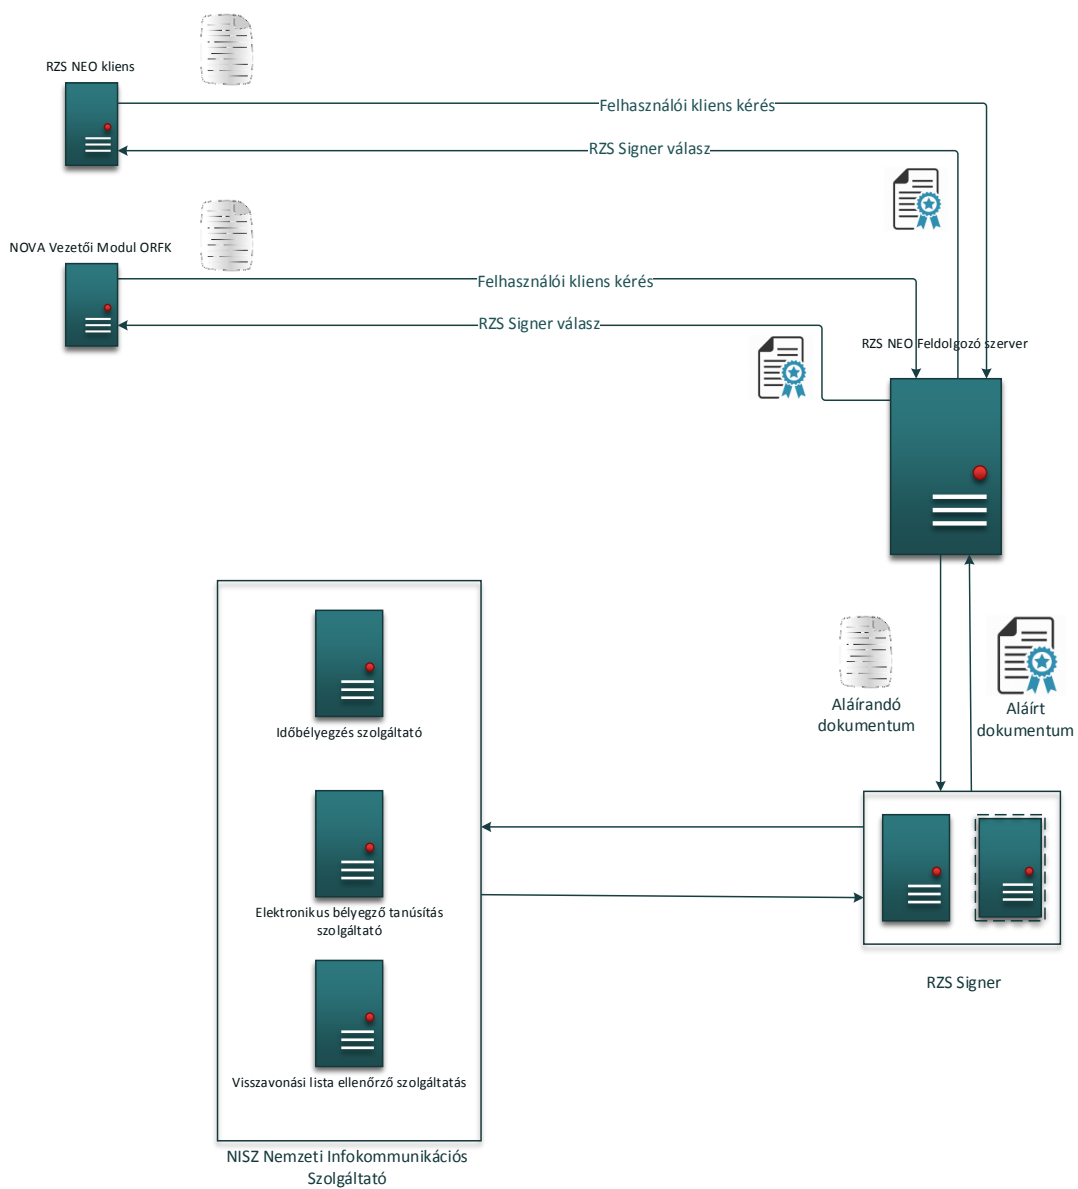 RZS NEO kliens
Felhasználói kliens kérés
RZS Signer válasz
NOVA Vezetői Modul ORFK
Felhasználói kliens kérés
RZS Signer válasz
RZS NEO Feldolgozó szerver
Aláírandó
dokumentum
Aláírt
dokumentum
Időbélyegzés szolgáltató
Elektronikus bélyegző tanúsítás
szolgáltató
RZS Signer
Visszavonási lista ellenőrző szolgáltatás
NISZ Nemzeti Infokommunikációs
Szolgáltató